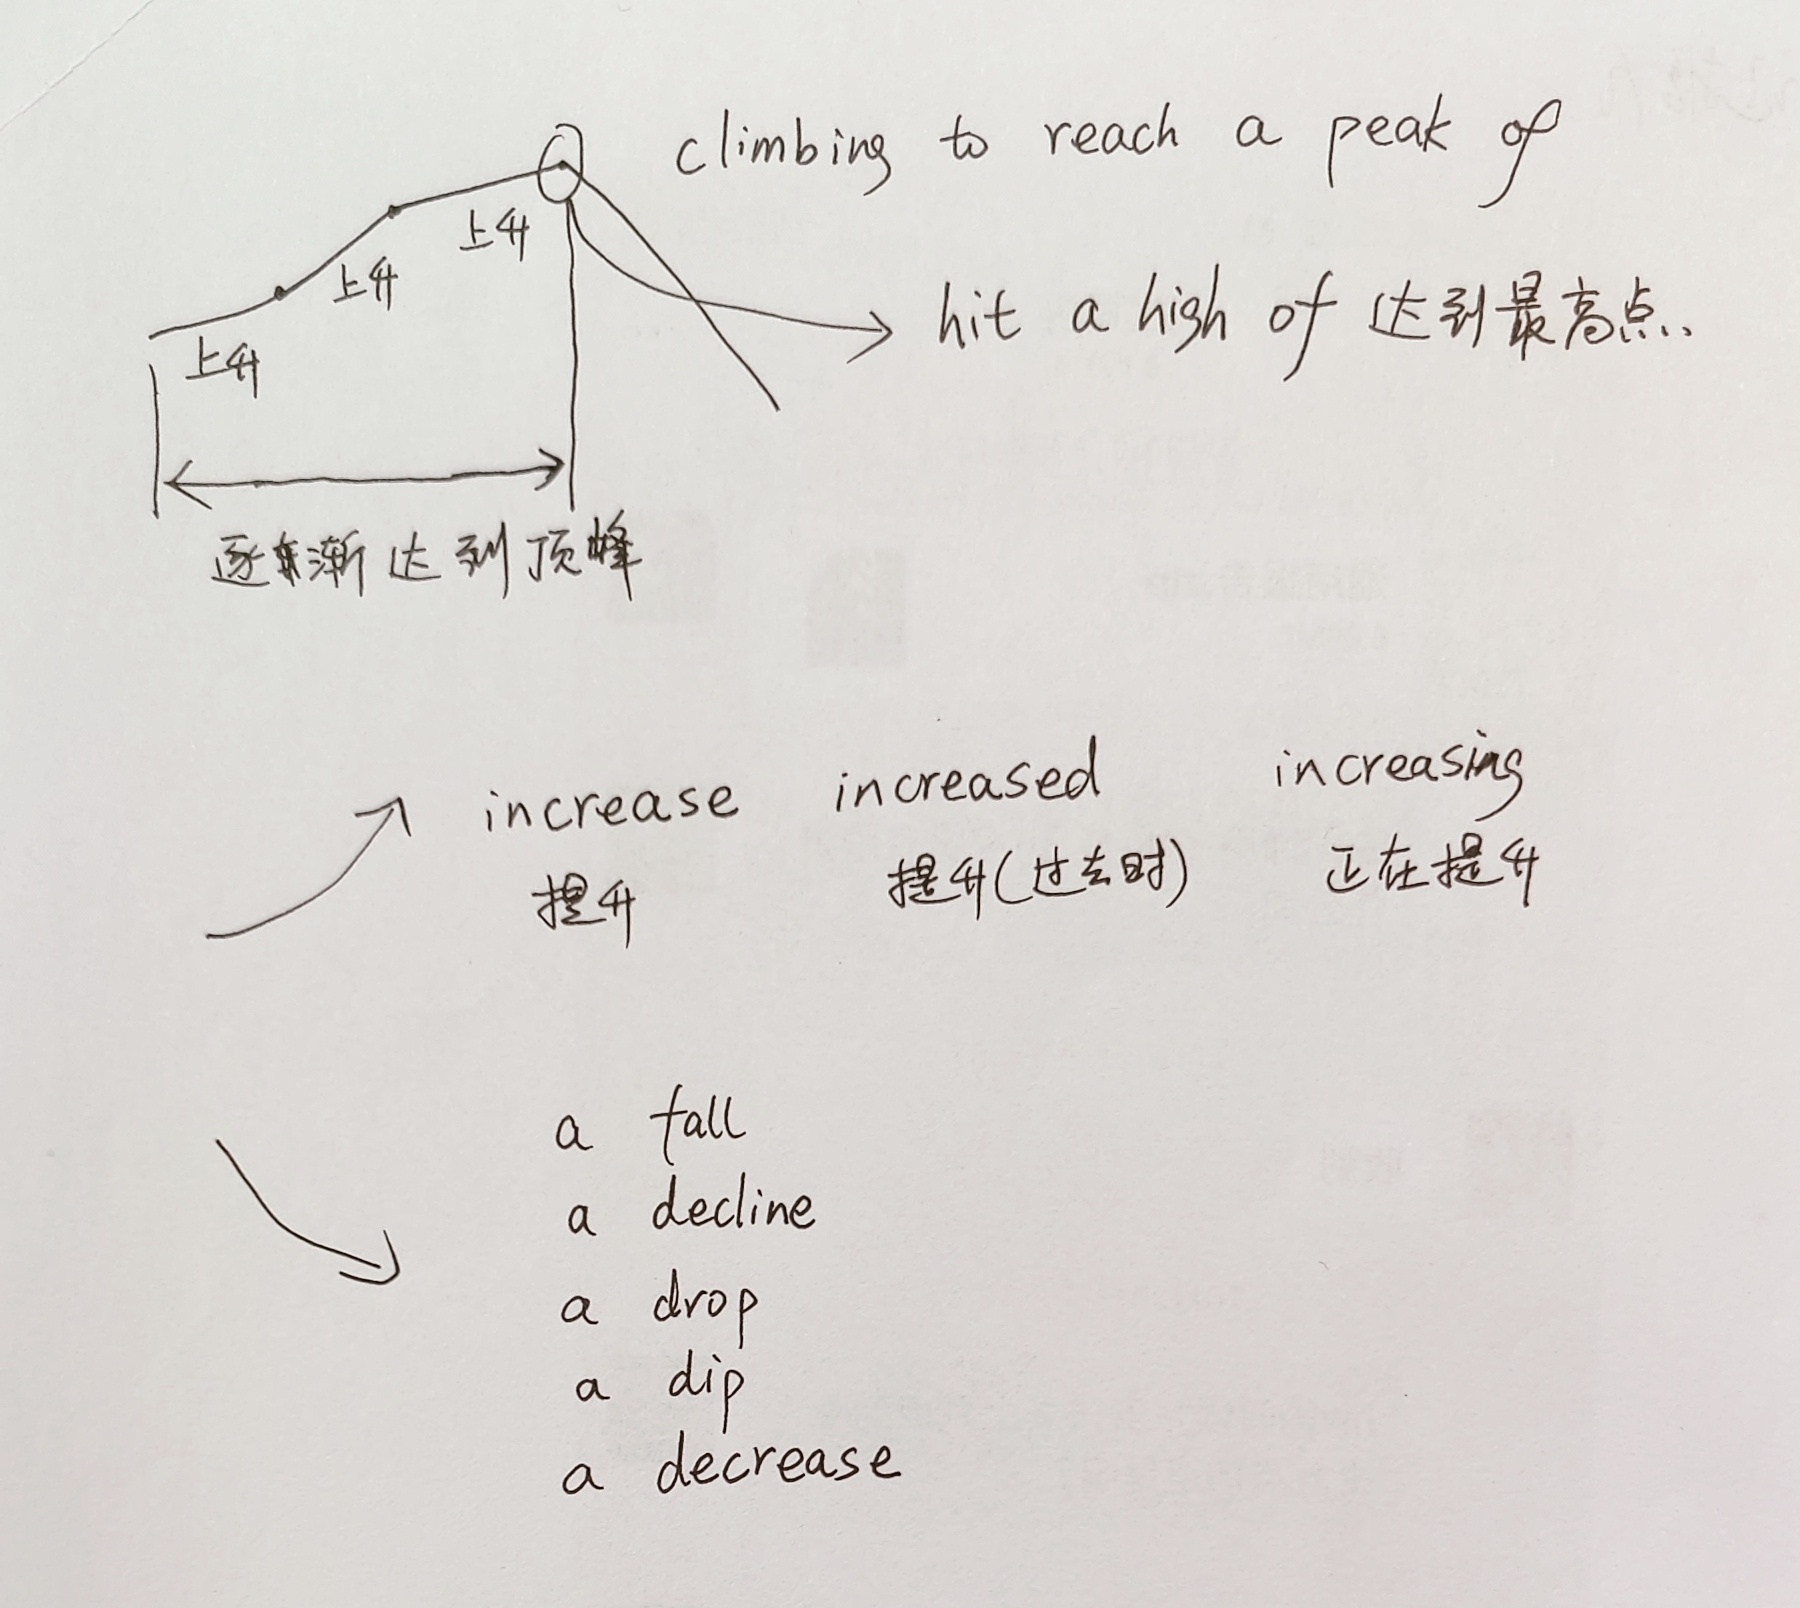 climbing to reach a peak of
上升
上升
上升
hit a high of 达到最高点..
逐渐达到顶峰
increase increased increasing
提升 提升(过去时) 正在提升
a fall
a decline
a drop
a dip
a decrease